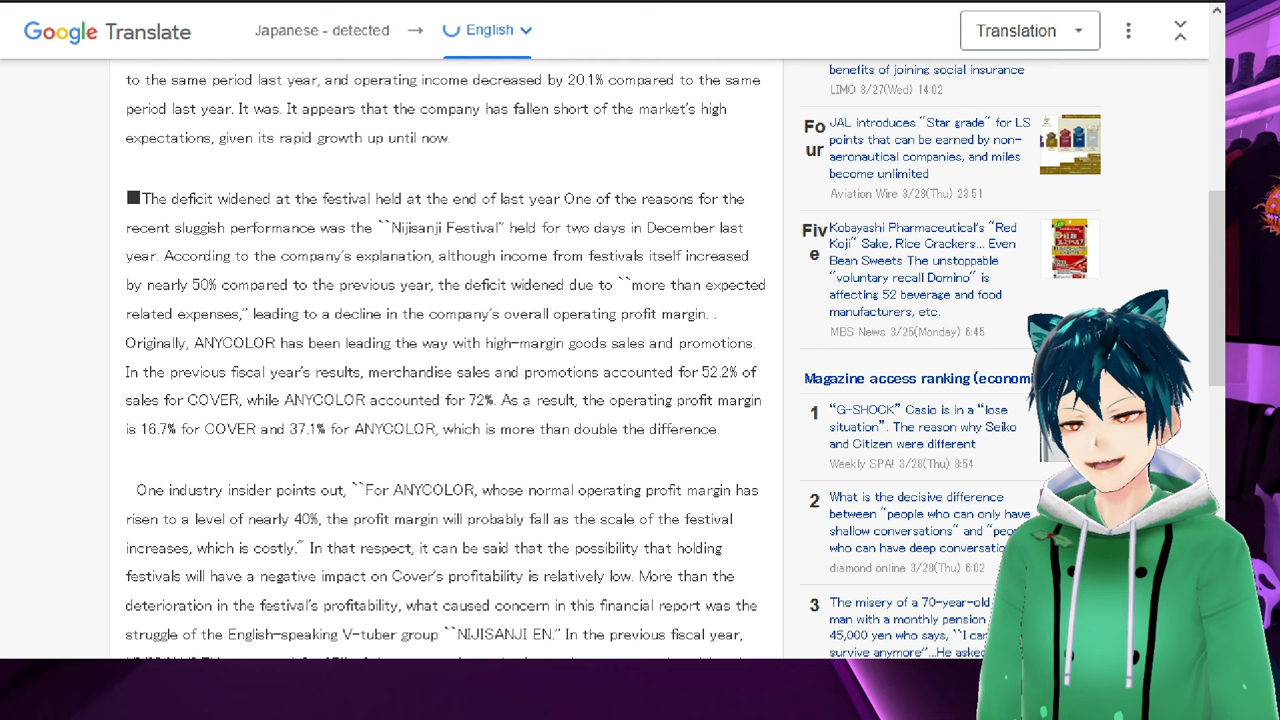 Google Translate
Japanese - detected → English
Translation
to the same period last year, and operating income decreased by 20.1% compared to the same
period last year. It was. It appears that the company has fallen short of the market's high
expectations, given its rapid growth up until now.
■The deficit widened at the festival held at the end of last year One of the reasons for the
recent sluggish performance was the ``Nijisanji Festival'' held for two days in December last
year. According to the company's explanation, although income from festivals itself increased
by nearly 50% compared to the previous year, the deficit widened due to ``more than expected
related expenses,'' leading to a decline in the company's overall operating profit margin. .
Originally, ANYCOLOR has been leading the way with high-margin goods sales and promotions.
In the previous fiscal year's results, merchandise sales and promotions accounted for 52.2% of
sales for COVER, while ANYCOLOR accounted for 72%. As a result, the operating profit margin
is 16.7% for COVER and 37.1% for ANYCOLOR, which is more than double the difference.
One industry insider points out, ``For ANYCOLOR, whose normal operating profit margin has
risen to a level of nearly 40%, the profit margin will probably fall as the scale of the festival
increases, which is costly.'' In that respect, it can be said that the possibility that holding
festivals will have a negative impact on Cover's profitability is relatively low. More than the
deterioration in the festival's profitability, what caused concern in this financial report was the
struggle of the English-speaking V-tuber group ``NIJISANJI EN.'' In the previous fiscal year,
benefits of joining social insurance
LIMO 3/27(Wed) 14:02
Fo
ur
JAL introduces "Star grade" for LS
points that can be earned by non-
aeronautical companies, and miles
become unlimited
Aviation Wire 3/28(Thu) 23:51
Fiv
e
Kobayashi Pharmaceutical's "Red
Koji" Sake, Rice Crackers... Even
Bean Sweets The unstoppable
"voluntary recall Domino" is
affecting 52 beverage and food
manufacturers, etc.
MBS News 3/25(Monday) 6:45
Magazine access ranking (economi
1
"G-SHOCK" Casio is in a "lose
situation". The reason why Seiko
and Citizen were different
Weekly SPA! 3/28(Thu) 8:54
2
What is the decisive difference
between "people who can only have
shallow conversations" and "peop
who can have deep conversatio
diamond online 3/28(Thu) 6:02
3
The misery of a 70-year-old
man with a monthly pension
45,000 yen who says, ``I can
survive anymore''...He asked